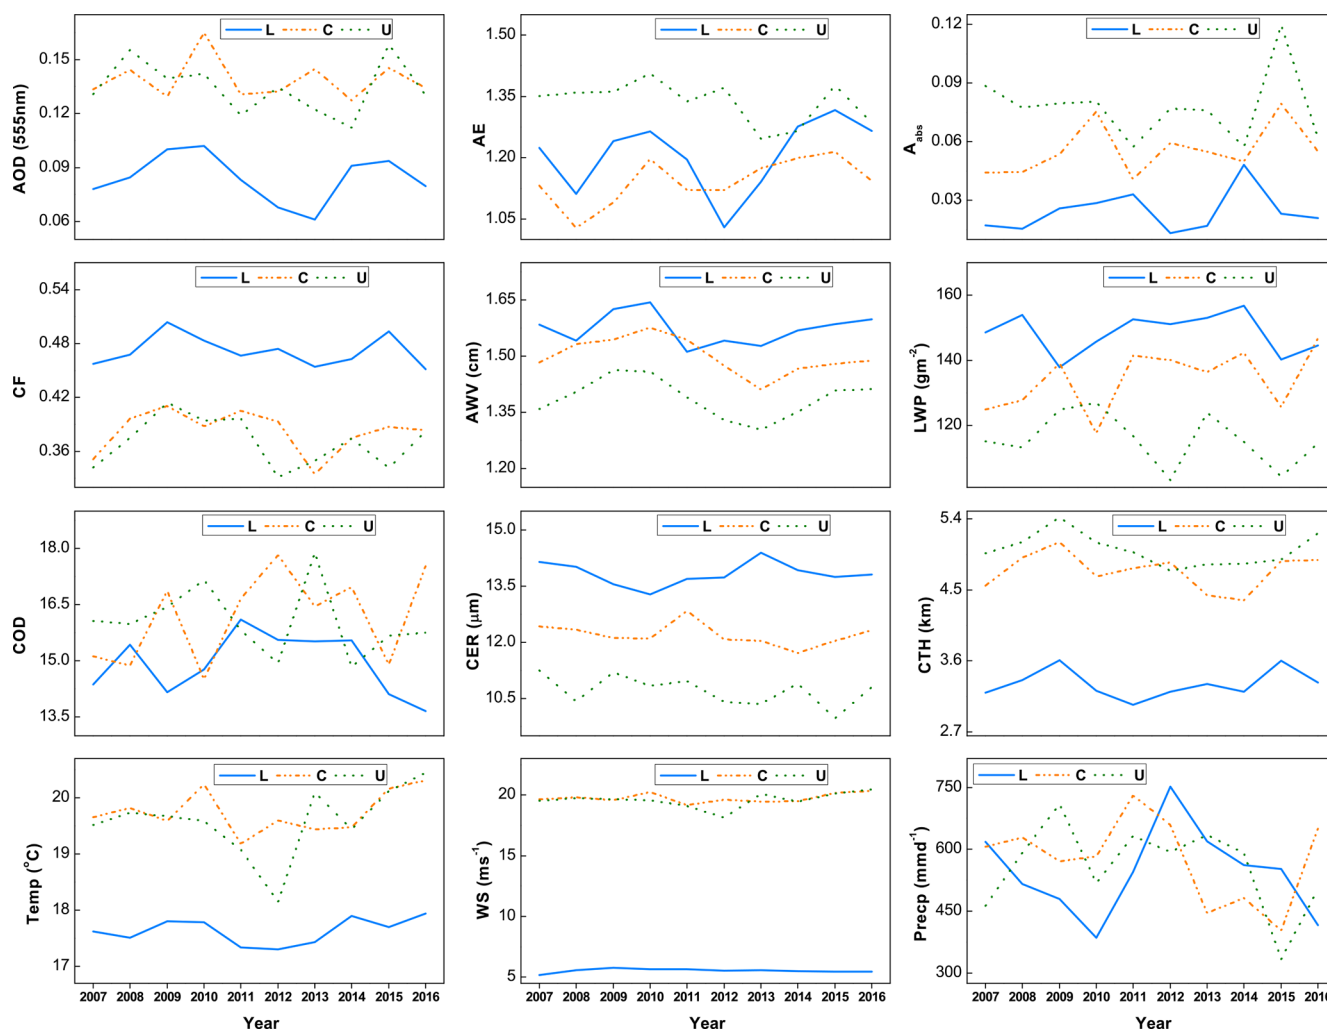 L C U
0.15
0.12
0.09
0.06
AOD (555nm)
L C U
1.50
1.35
1.20
1.05
AE
L C U
0.12
0.09
0.06
0.03
A_abs
L C U
0.54
0.48
0.42
0.36
CF
L C U
1.65
1.50
1.35
1.20
AWV (cm)
L C U
160
140
120
LWP (gm⁻²)
L C U
18.0
16.5
15.0
13.5
COD
L C U
15.0
13.5
12.0
10.5
CER (μm)
L C U
5.4
4.5
3.6
2.7
CTH (km)
L C U
20
19
18
17
Temp (°C)
2007 2008 2009 2010 2011 2012 2013 2014 2015 2016
Year
L C U
20
15
10
5
WS (ms⁻¹)
2007 2008 2009 2010 2011 2012 2013 2014 2015 2016
Year
L C U
750
600
450
300
Precp (mmd⁻¹)
2007 2008 2009 2010 2011 2012 2013 2014 2015 2016
Year